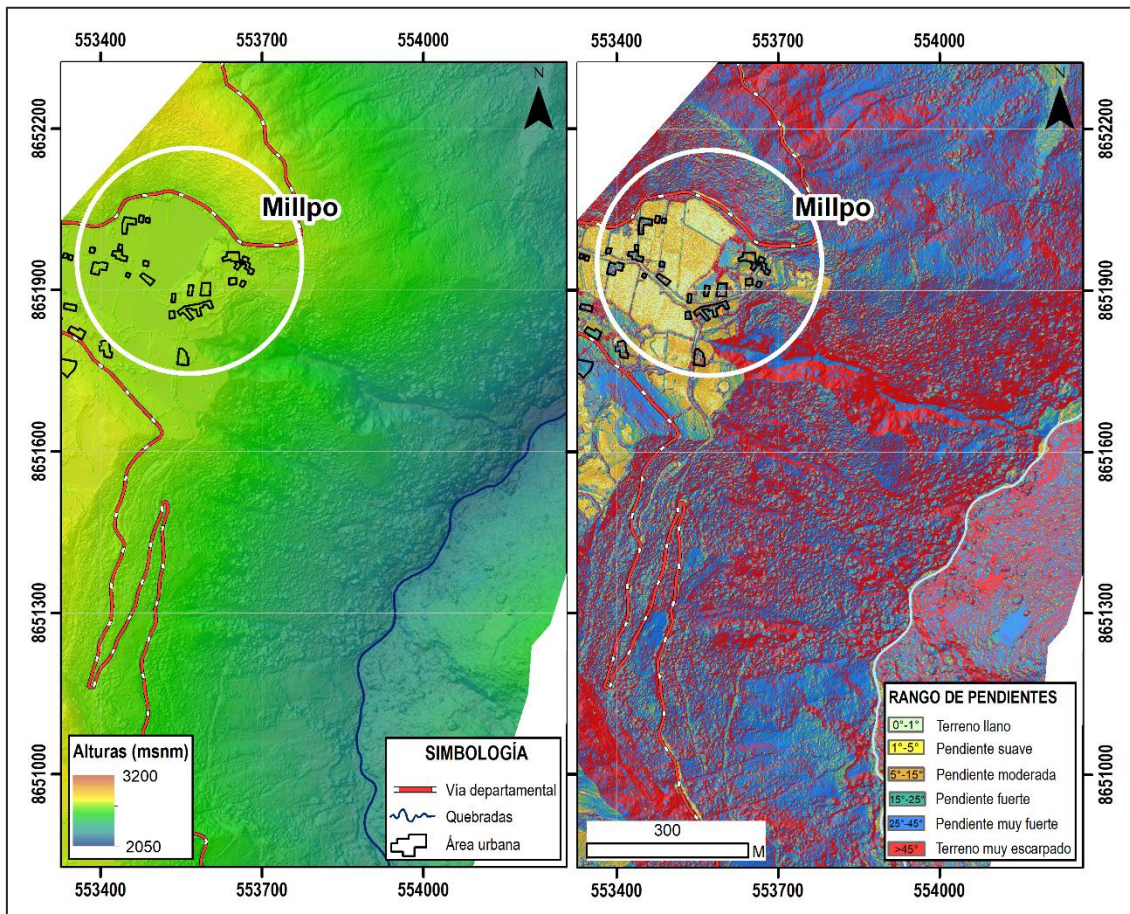 553400 553700 554000
553400 553700 554000
N
N
8652200
8651900
8651600
8651300
8651000
Millpo
Millpo
8652200
8651900
8651600
8651300
8651000
Alturas (msnm)
3200
2050
SIMBOLOGÍA
Vía departamental
Quebradas
Área urbana
300
M
RANGO DE PENDIENTES
0°-1° Terreno llano
1°-5° Pendiente suave
5°-15° Pendiente moderada
15°-25° Pendiente fuerte
25°-45° Pendiente muy fuerte
>45° Terreno muy escarpado
553400 553700 554000
553400 553700 554000